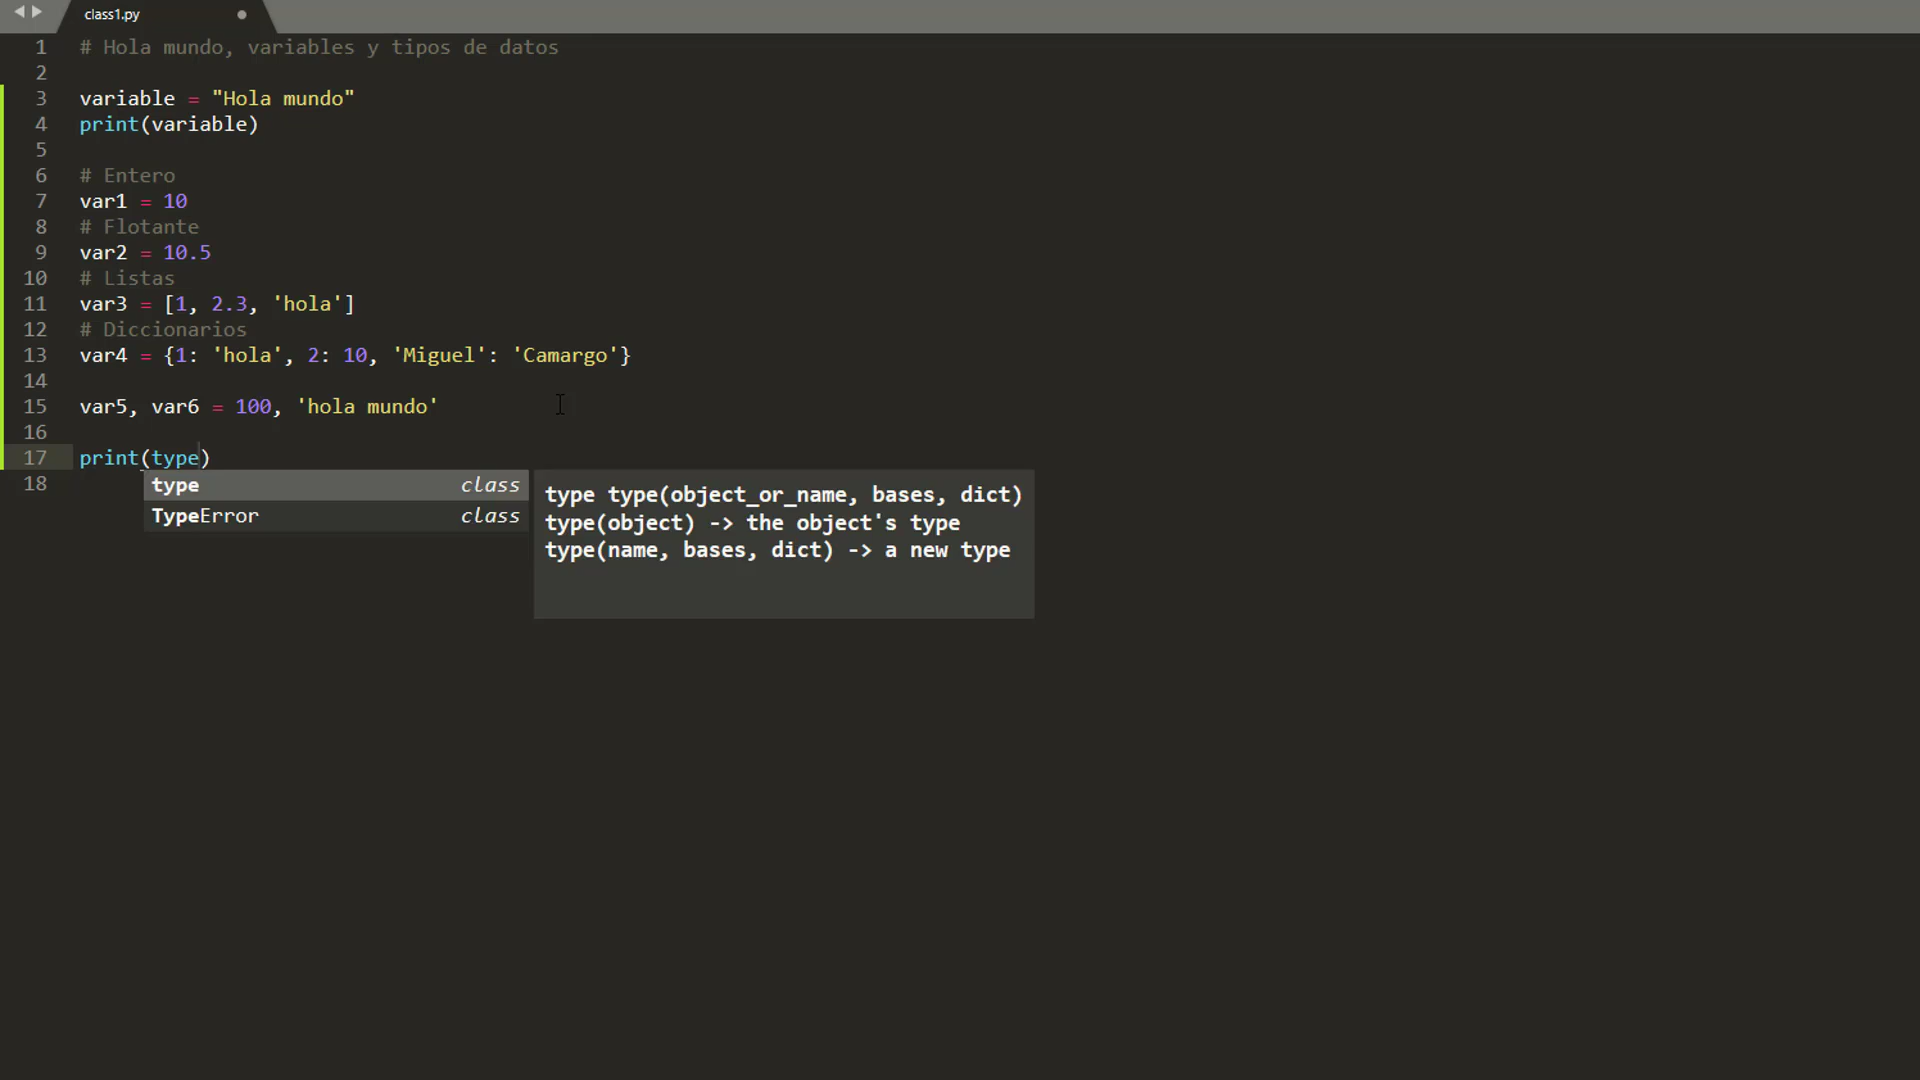 class1.py
1 # Hola mundo, variables y tipos de datos
2
3 variable = "Hola mundo"
4 print(variable)
5
6 # Entero
7 var1 = 10
8 # Flotante
9 var2 = 10.5
10 # Listas
11 var3 = [1, 2.3, 'hola']
12 # Diccionarios
13 var4 = {1: 'hola', 2: 10, 'Miguel': 'Camargo'}
14
15 var5, var6 = 100, 'hola mundo'
16
17 print(type)
18
type class
TypeError class
type type(object_or_name, bases, dict)
type(object) -> the object's type
type(name, bases, dict) -> a new type